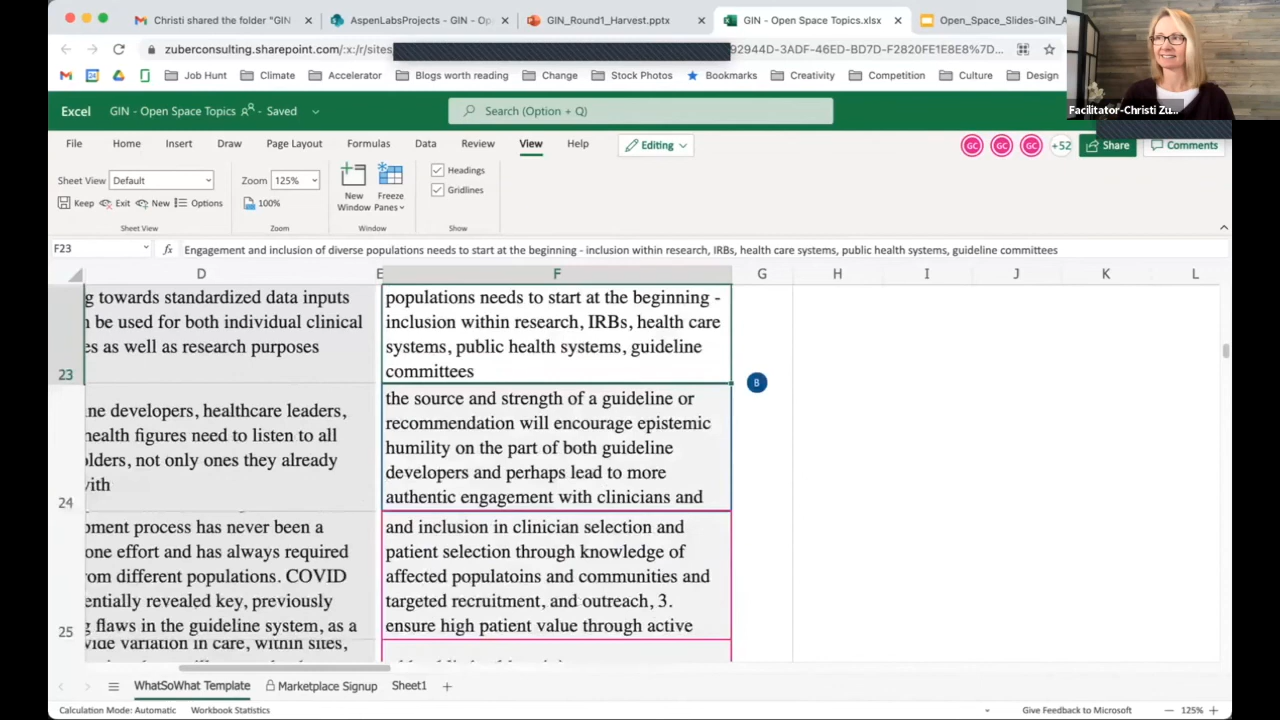 Christi shared the folder "GIN
AspenLabsProjects - GIN - Op
GIN_Round1_Harvest.pptx
GIN - Open Space Topics.xlsx
Open_Space_Slides-GIN_A
zuberconsulting.sharepoint.com/:x:/r/sites
92944D-3ADF-46ED-BD7D-F2820FE1E8E8%7D...
Job Hunt
Climate
Accelerator
Blogs worth reading
Change
Stock Photos
Bookmarks
Creativity
Competition
Culture
Design
Facilitator-Christi Zu...
Excel
GIN - Open Space Topics
- Saved
Search (Option + Q)
File
Home
Insert
Draw
Page Layout
Formulas
Data
Review
View
Help
Editing
GC
GC
GC
+52
Share
Comments
Sheet View
Default
Keep
Exit
New
Options
Sheet View
Zoom
125%
100%
Zoom
New
Window
Freeze
Panes
Window
Headings
Gridlines
Show
F23
fx
Engagement and inclusion of diverse populations needs to start at the beginning - inclusion within research, IRBs, health care systems, public health systems, guideline committees
D
E
F
G
H
I
J
K
L
23
g towards standardized data inputs
be used for both individual clinical
es as well as research purposes
populations needs to start at the beginning -
inclusion within research, IRBs, health care
systems, public health systems, guideline
committees
B
24
ne developers, healthcare leaders,
health figures need to listen to all
olders, not only ones they already
with
the source and strength of a guideline or
recommendation will encourage epistemic
humility on the part of both guideline
developers and perhaps lead to more
authentic engagement with clinicians and
25
pment process has never been a
one effort and has always required
rom different populations. COVID
entially revealed key, previously
g flaws in the guideline system, as a
vide variation in care, within sites,
and inclusion in clinician selection and
patient selection through knowledge of
affected populatoins and communities and
targeted recruitment, and outreach, 3.
ensure high patient value through active
WhatSoWhat Template
Marketplace Signup
Sheet1
Calculation Mode: Automatic
Workbook Statistics
Give Feedback to Microsoft
125%